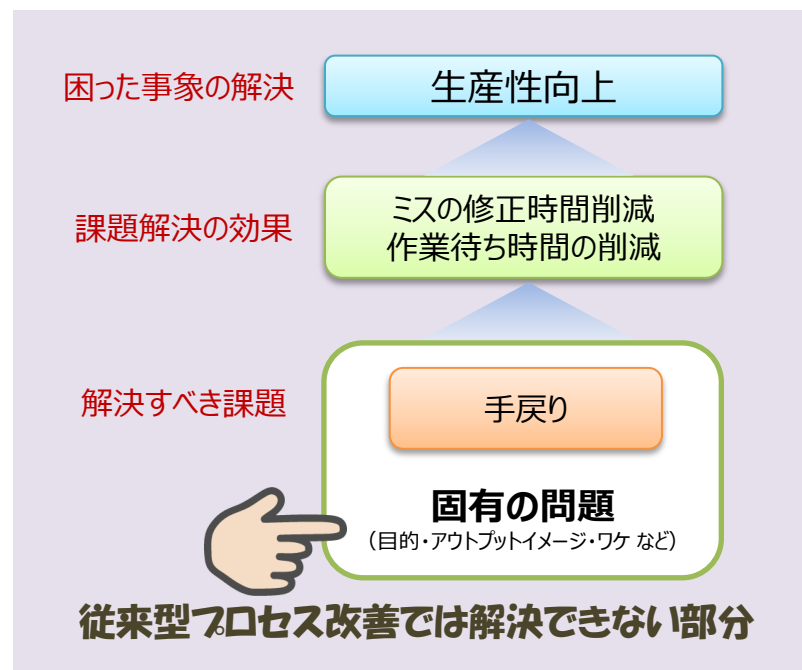 困った事象の解決
生産性向上
課題解決の効果
ミスの修正時間削減
作業待ち時間の削減
解決すべき課題
手戻り
固有の問題
（目的・アウトプットイメージ・ワケ など）
従来型プロセス改善では解決できない部分